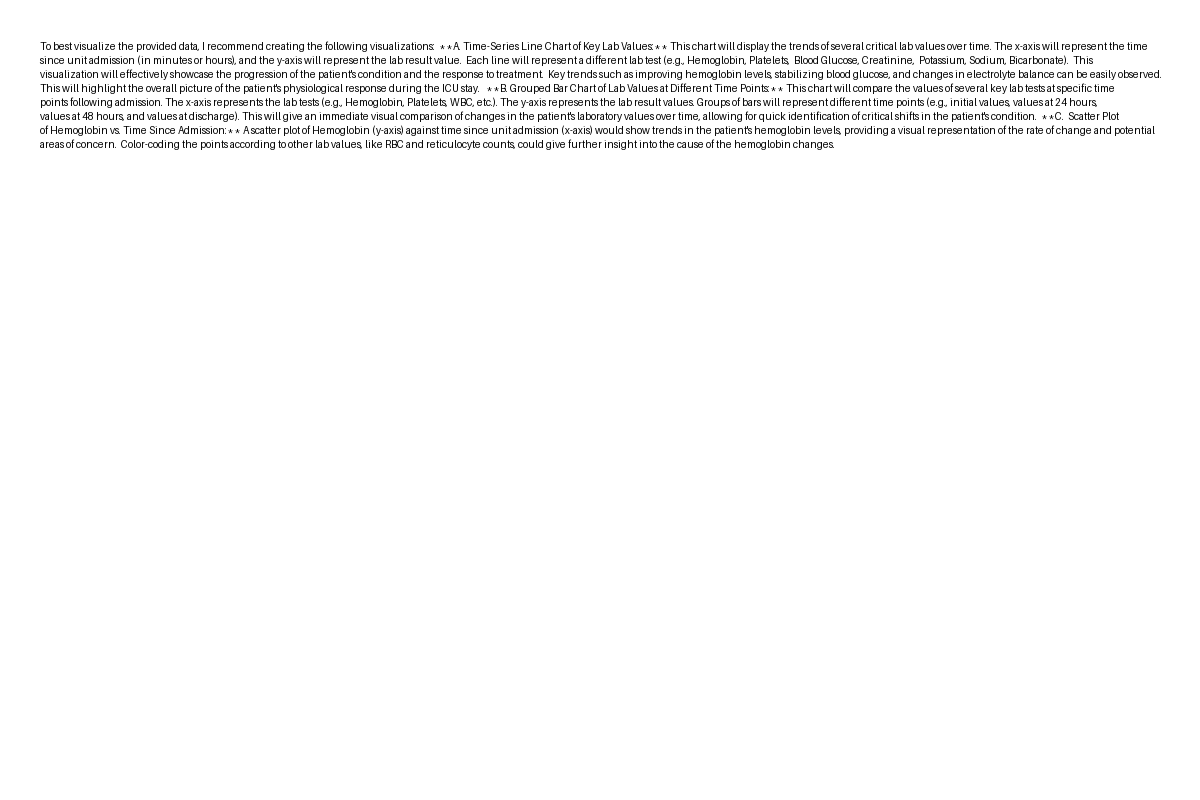 To best visualize the provided data, I recommend creating the following visualizations:  **A. Time-Series Line Chart of Key Lab Values:** This chart will display the trends of several critical lab values over time. The x-axis will represent the time
since unit admission (in minutes or hours), and the y-axis will represent the lab result value.  Each line will represent a different lab test (e.g., Hemoglobin, Platelets,  Blood Glucose, Creatinine,  Potassium, Sodium, Bicarbonate).  This
visualization will effectively showcase the progression of the patient's condition and the response to treatment.  Key trends such as improving hemoglobin levels, stabilizing blood glucose, and changes in electrolyte balance can be easily observed.
This will highlight the overall picture of the patient's physiological response during the ICU stay.   **B. Grouped Bar Chart of Lab Values at Different Time Points:** This chart will compare the values of several key lab tests at specific time
points following admission. The x-axis represents the lab tests (e.g., Hemoglobin, Platelets, WBC, etc.). The y-axis represents the lab result values. Groups of bars will represent different time points (e.g., initial values, values at 24 hours,
values at 48 hours, and values at discharge). This will give an immediate visual comparison of changes in the patient's laboratory values over time, allowing for quick identification of critical shifts in the patient's condition.  **C.  Scatter Plot
of Hemoglobin vs. Time Since Admission:** A scatter plot of Hemoglobin (y-axis) against time since unit admission (x-axis) would show trends in the patient's hemoglobin levels, providing a visual representation of the rate of change and potential
areas of concern.  Color-coding the points according to other lab values, like RBC and reticulocyte counts, could give further insight into the cause of the hemoglobin changes.